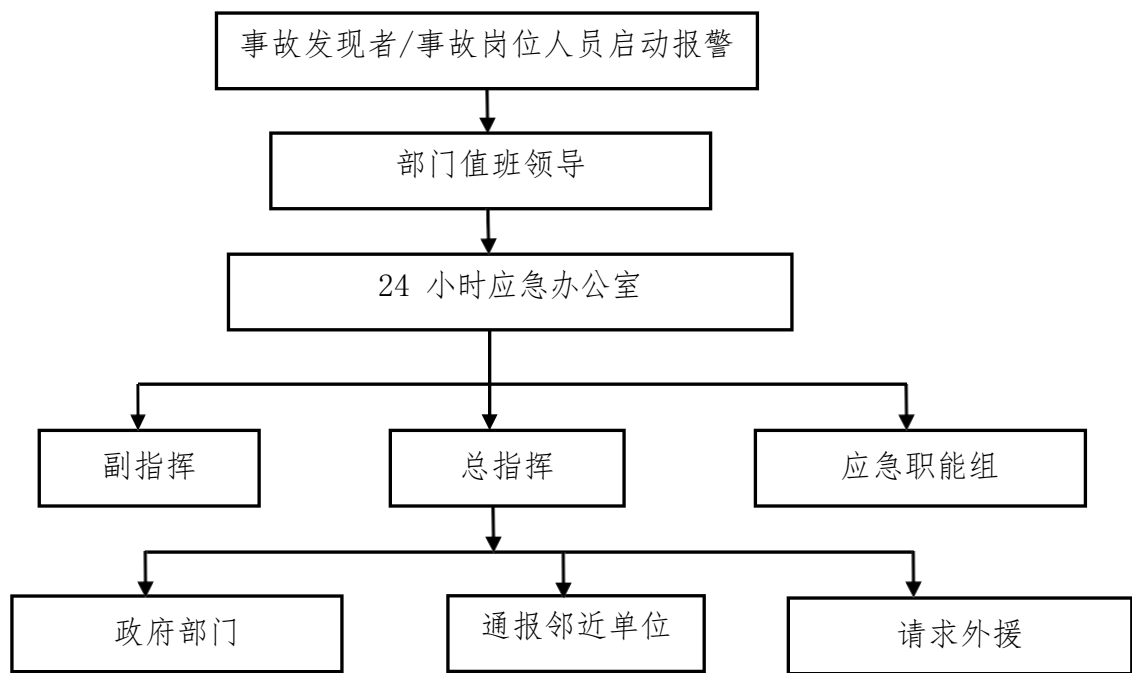 事故发现者/事故岗位人员启动报警
部门值班领导
24 小时应急办公室
副指挥
总指挥
应急职能组
政府部门
通报邻近单位
请求外援